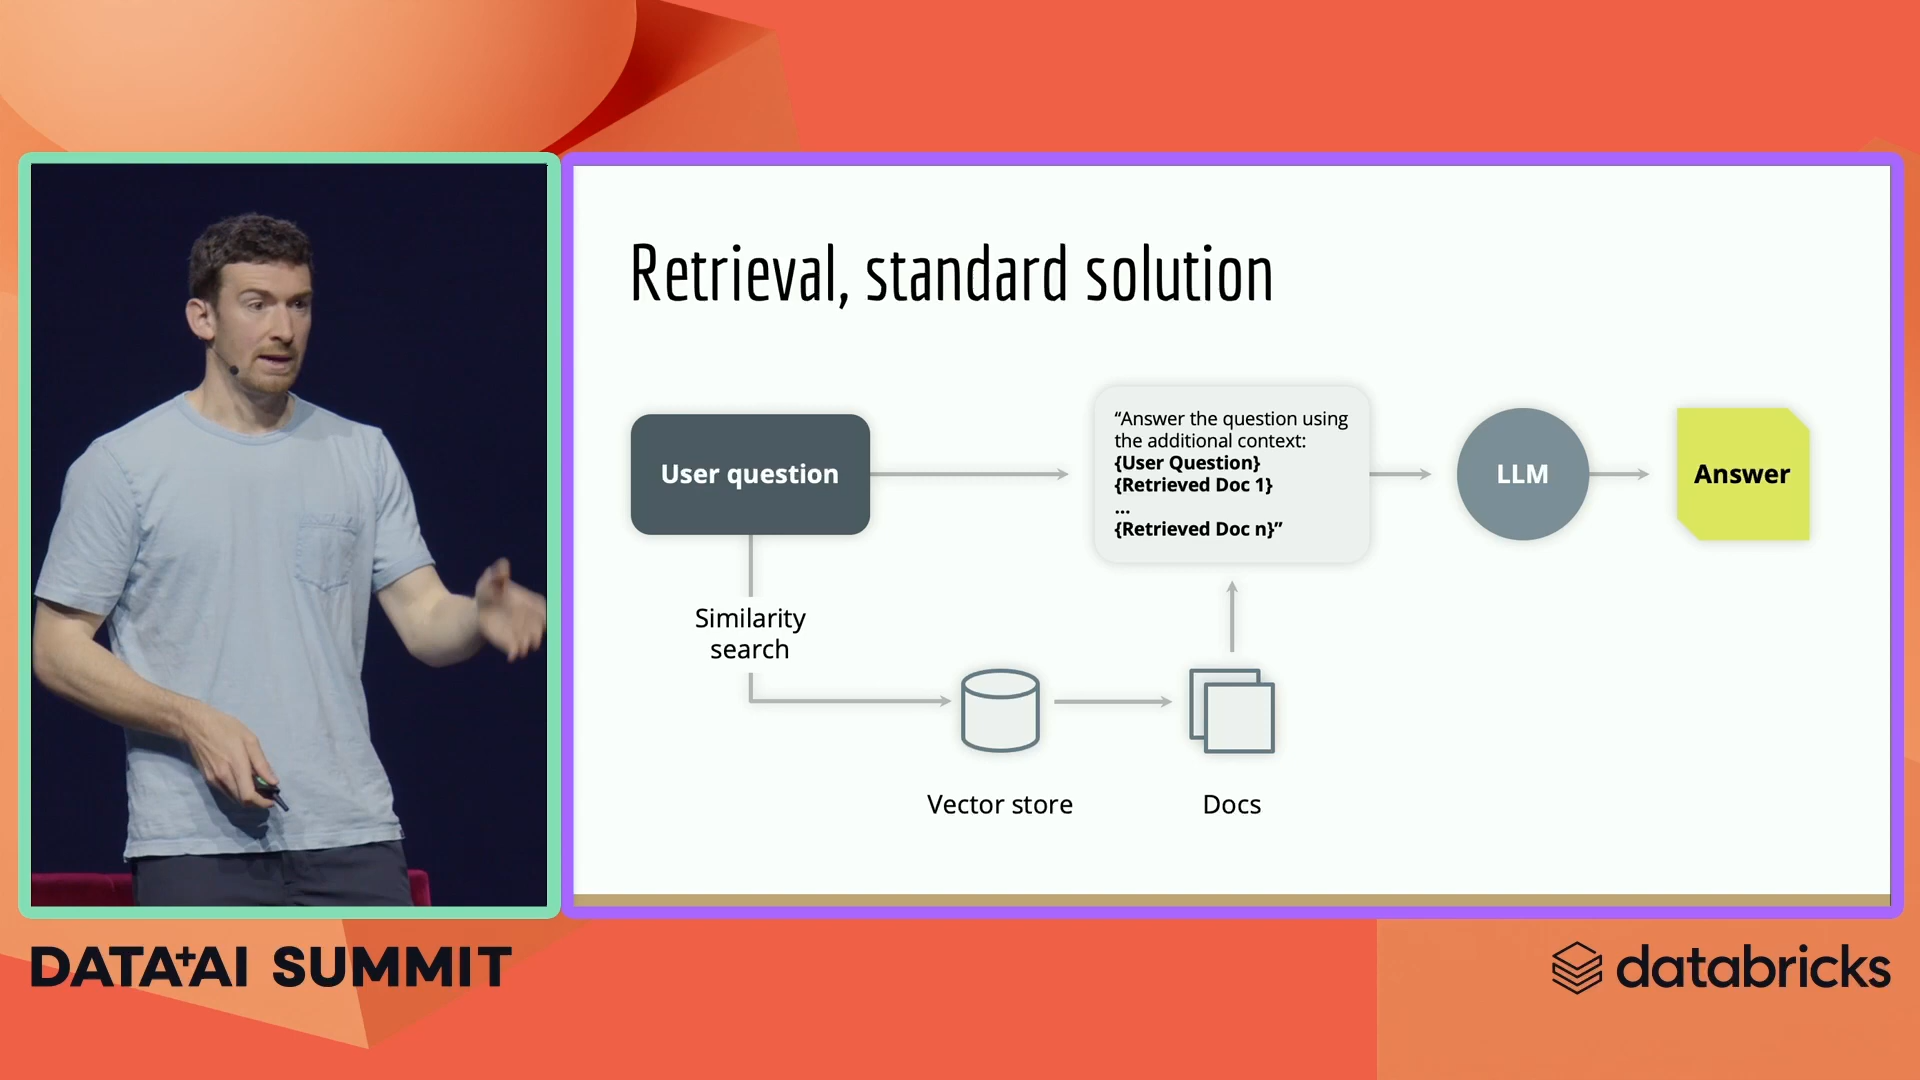 Retrieval, standard solution
User question
“Answer the question using
the additional context:
{User Question}
{Retrieved Doc 1}
...
{Retrieved Doc n}”
LLM
Answer
Similarity
search
Vector store
Docs
DATA+AI SUMMIT
databricks